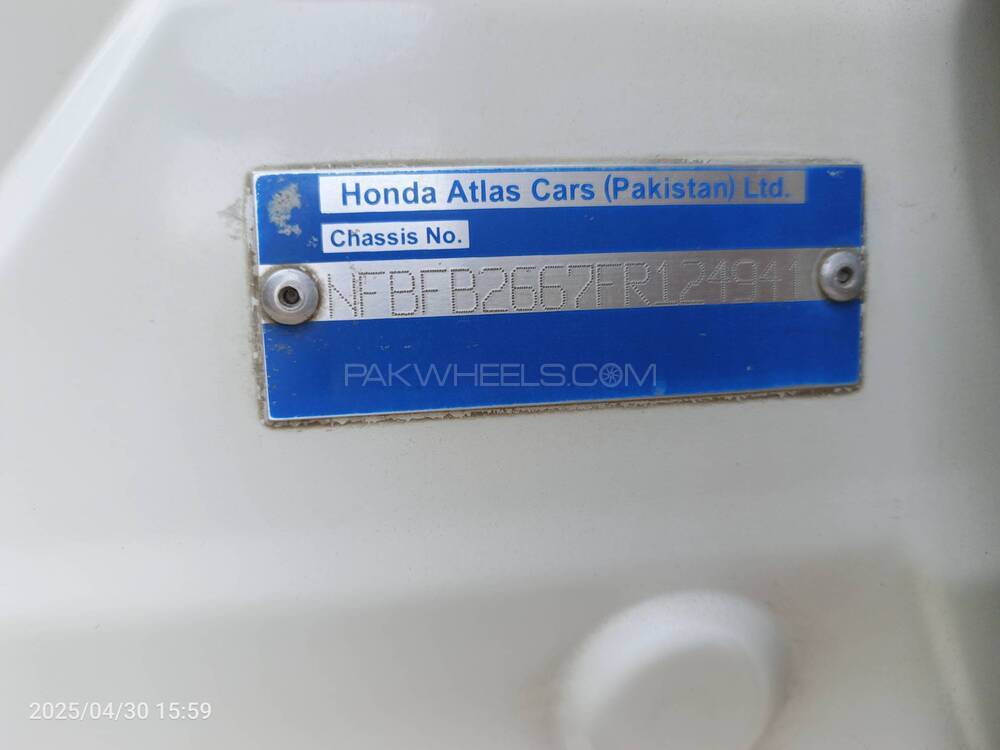 Honda Atlas Cars (Pakistan) Ltd.
Chassis No.
NFBFB2667FR124941
PAKWHEELS.COM
2025/04/30 15:59